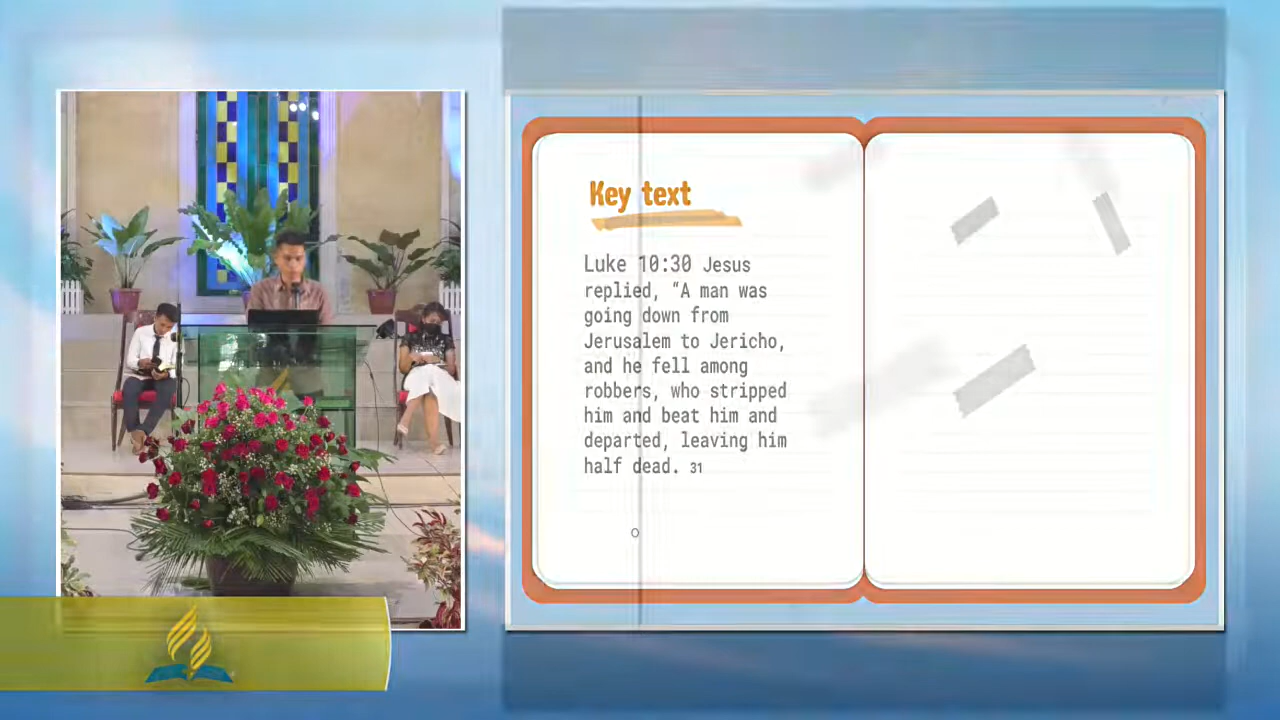 Key text
Luke 10:30 Jesus
replied, “A man was
going down from
Jerusalem to Jericho,
and he fell among
robbers, who stripped
him and beat him and
departed, leaving him
half dead. 31